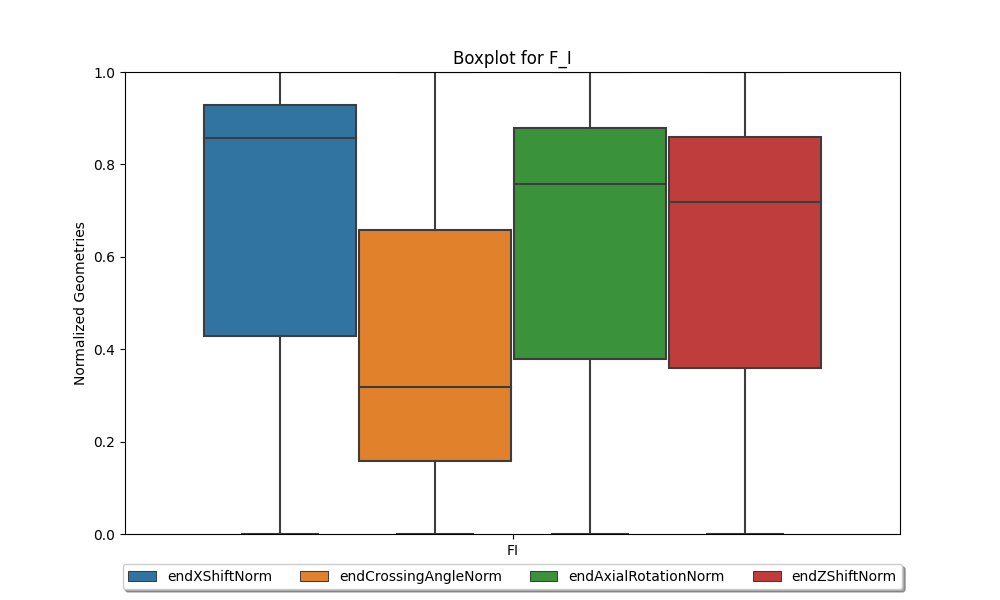 Boxplot for F_I
1.0
0.8
0.6
0.4
0.2
0.0
Normalized Geometries
FI
endXShiftNorm endCrossingAngleNorm endAxialRotationNorm endZShiftNorm